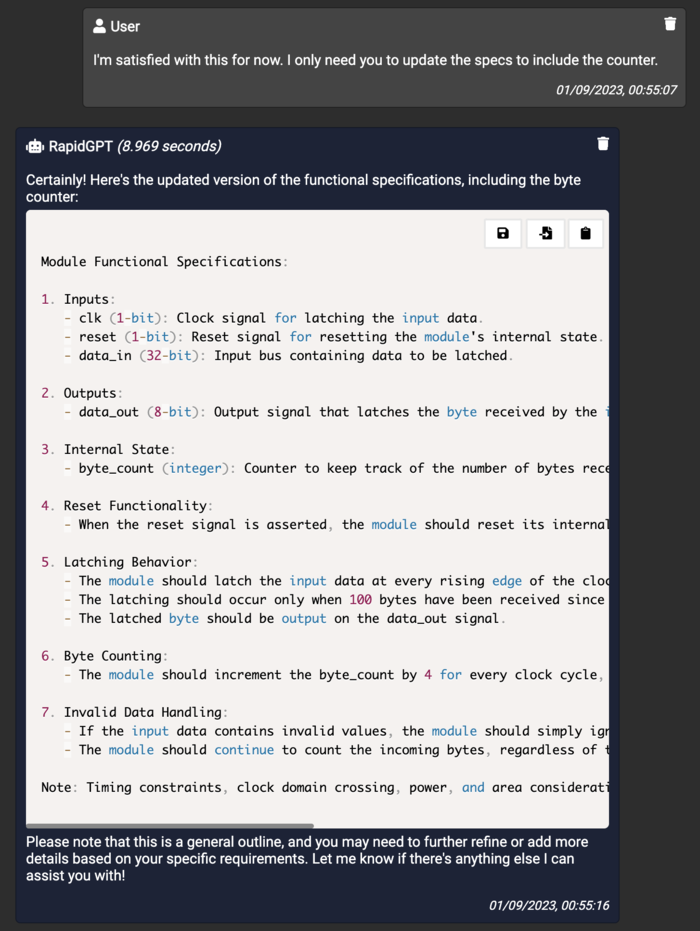 User
I'm satisfied with this for now. I only need you to update the specs to include the counter.
01/09/2023, 00:55:07
RapidGPT (8.969 seconds)
Certainly! Here's the updated version of the functional specifications, including the byte
counter:
Module Functional Specifications:
1. Inputs:
- clk (1-bit): Clock signal for latching the input data.
- reset (1-bit): Reset signal for resetting the module's internal state.
- data_in (32-bit): Input bus containing data to be latched.
2. Outputs:
- data_out (8-bit): Output signal that latches the byte received by the
3. Internal State:
- byte_count (integer): Counter to keep track of the number of bytes
4. Reset Functionality:
- When the reset signal is asserted, the module should reset its internal
5. Latching Behavior:
- The module should latch the input data at every rising edge of the
- The latching should occur only when 100 bytes have been received since
- The latched byte should be output on the data_out signal.
6. Byte Counting:
- The module should increment the byte_count by 4 for every clock cycle,
7. Invalid Data Handling:
- If the input data contains invalid values, the module should simply
- The module should continue to count the incoming bytes, regardless of
Note: Timing constraints, clock domain crossing, power, and area
Please note that this is a general outline, and you may need to further refine or add more
details based on your specific requirements. Let me know if there's anything else I can
assist you with!
01/09/2023, 00:55:16